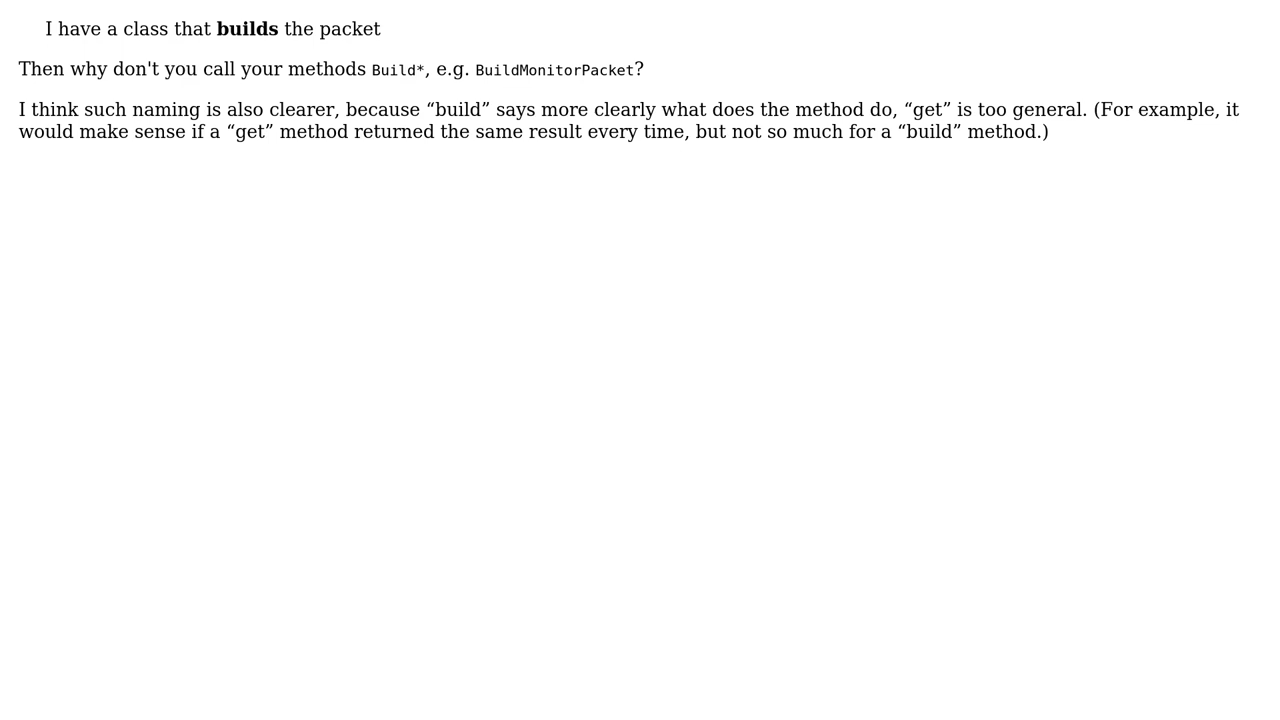 I have a class that builds the packet
Then why don't you call your methods Build*, e.g. BuildMonitorPacket?
I think such naming is also clearer, because “build” says more clearly what does the method do, “get” is too general. (For example, it
would make sense if a “get” method returned the same result every time, but not so much for a “build” method.)